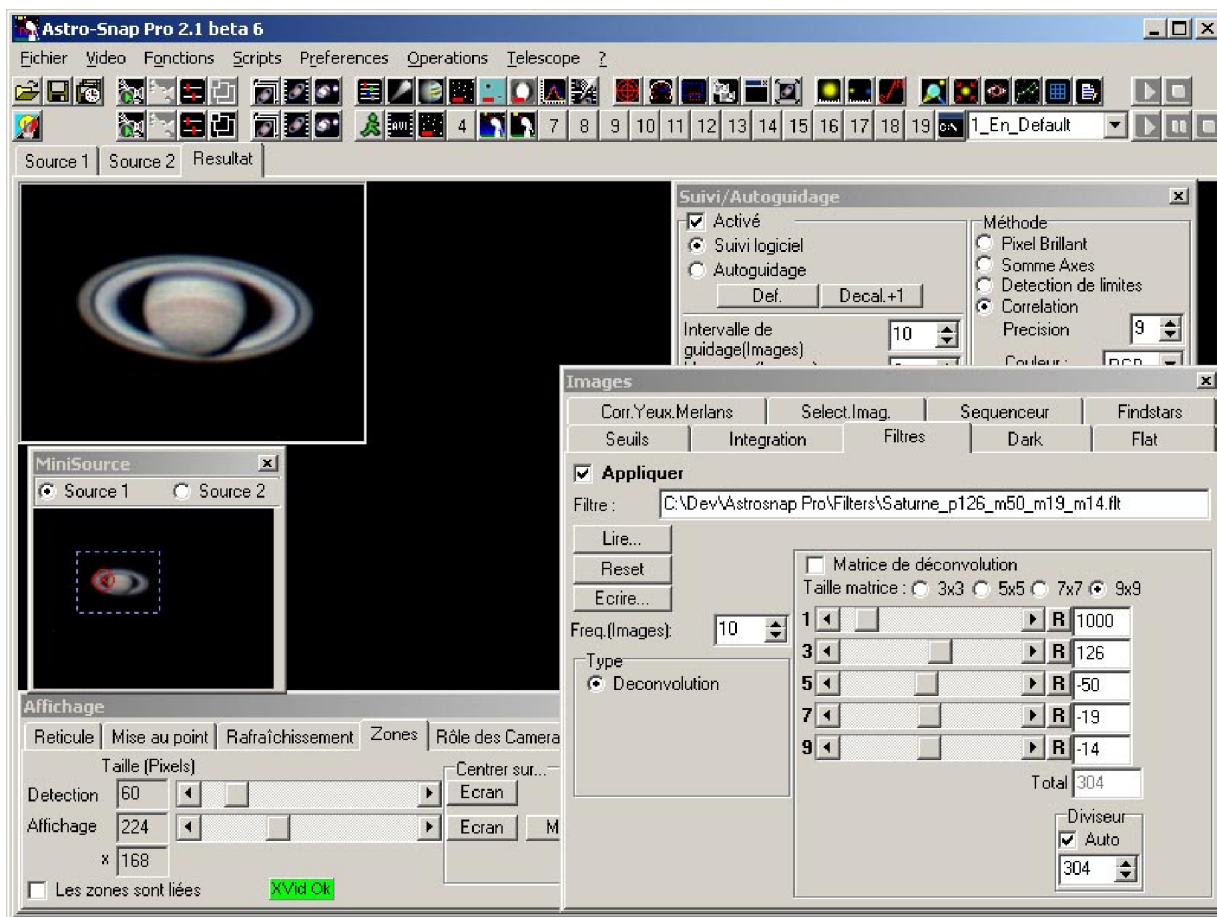 Astro-Snap Pro 2.1 beta 6
Fichier Video Fonctions Scripts Preferences Operations Telescope ?
AVI 4 7 8 9 10 11 12 13 14 15 16 17 18 19 C:\ 1_En_Default
Source 1 Source 2 Resultat
Suivi/Autoguidage
Activé
Suivi logiciel
Autoguidage
Def. Decal.+1
Intervalle de
guidage(Images)
10
Méthode
Pixel Brillant
Somme Axes
Detection de limites
Correlation
Precision 9
Couleur : RGB
Images
Corr.Yeux.Merlans Select.Imag. Sequenceur Findstars
Seuils Integration Filtres Dark Flat
Appliquer
Filtre : C:\Dev\Astrosnap Pro\Filters\Saturne_p126_m50_m19_m14.flt
Lire...
Reset
Ecrire...
Freq.(Images): 10
Type
Deconvolution
Matrice de déconvolution
Taille matrice : 3x3 5x5 7x7 9x9
1 R 1000
3 R 126
5 R -50
7 R -19
9 R -14
Total 304
Diviseur
Auto
304
MiniSource
Source 1 Source 2
Affichage
Reticule Mise au point Rafraîchissement Zones Rôle des Camera
Taille (Pixels)
Detection 60
Affichage 224
x 168
Les zones sont liées XVid Ok
Centrer sur...
Ecran
Ecran M